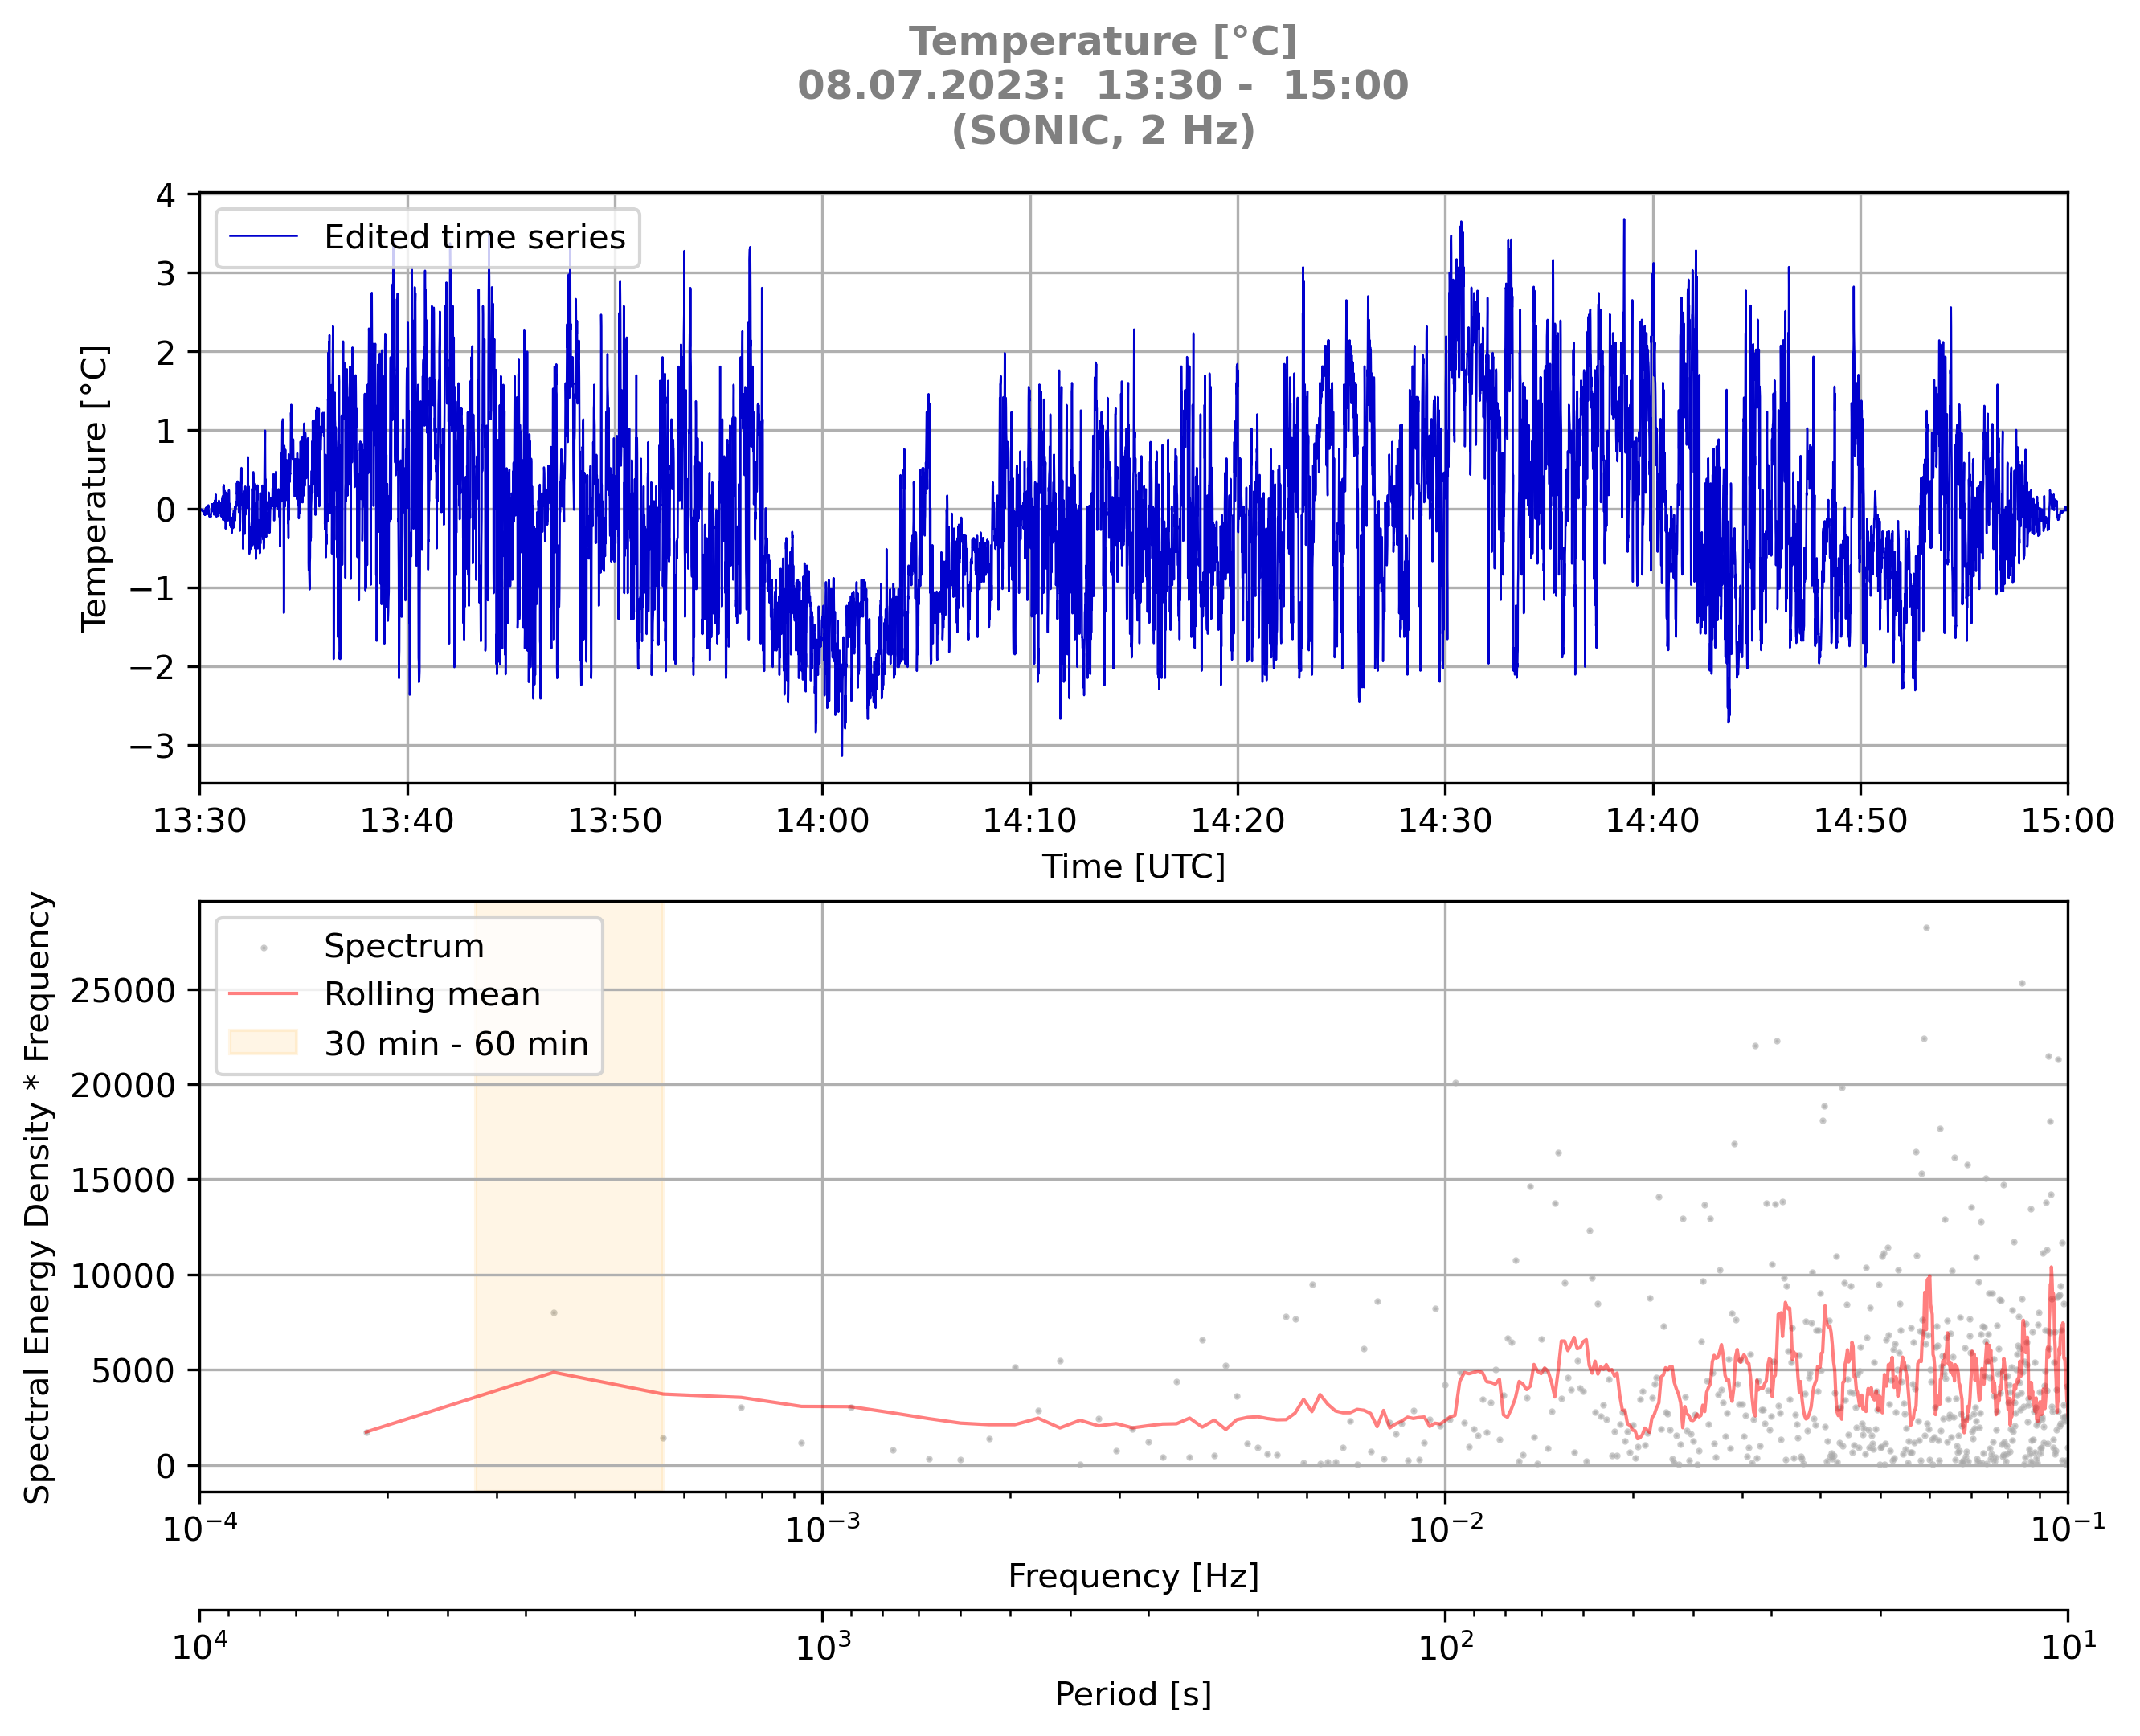 Temperature [°C]
08.07.2023:  13:30 -  15:00
(SONIC, 2 Hz)
Edited time series
Temperature [°C]
4
3
2
1
0
−1
−2
−3
13:30 13:40 13:50 14:00 14:10 14:20 14:30 14:40 14:50 15:00
Time [UTC]
Spectrum
Rolling mean
30 min - 60 min
Spectral Energy Density * Frequency
25000
20000
15000
10000
5000
0
10⁻⁴ 10⁻³ 10⁻² 10⁻¹
Frequency [Hz]
10⁴ 10³ 10² 10¹
Period [s]